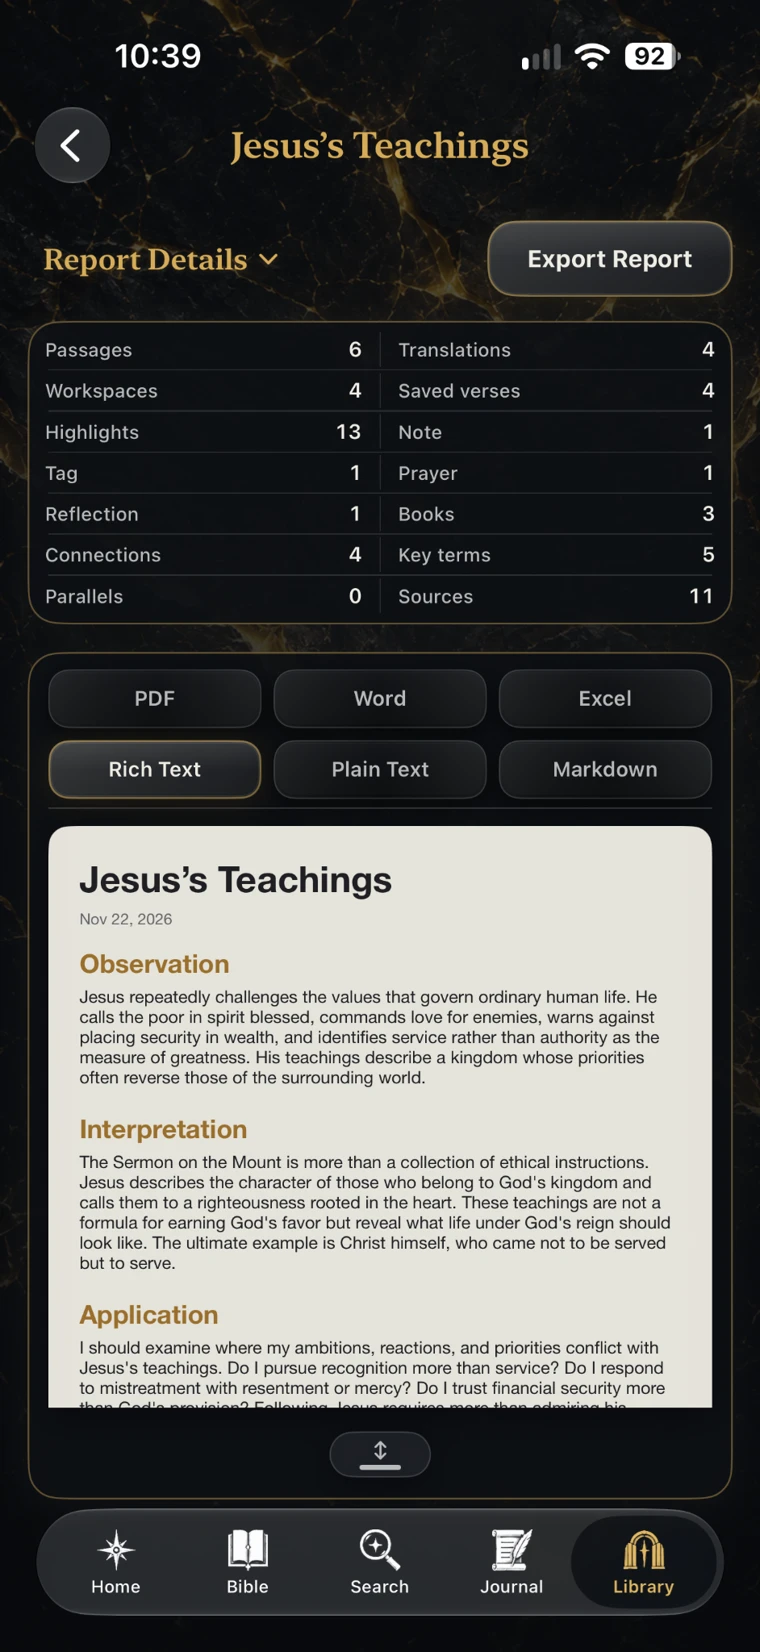 10:39
92
Jesus’s Teachings
Report Details
Export Report
Passages 6 Translations 4
Workspaces 4 Saved verses 4
Highlights 13 Note 1
Tag 1 Prayer 1
Reflection 1 Books 3
Connections 4 Key terms 5
Parallels 0 Sources 11
PDF Word Excel
Rich Text Plain Text Markdown
Jesus’s Teachings
Nov 22, 2026
Observation
Jesus repeatedly challenges the values that govern ordinary human life. He
calls the poor in spirit blessed, commands love for enemies, warns against
placing security in wealth, and identifies service rather than authority as the
measure of greatness. His teachings describe a kingdom whose priorities
often reverse those of the surrounding world.
Interpretation
The Sermon on the Mount is more than a collection of ethical instructions.
Jesus describes the character of those who belong to God's kingdom and
calls them to a righteousness rooted in the heart. These teachings are not a
formula for earning God's favor but reveal what life under God's reign should
look like. The ultimate example is Christ himself, who came not to be served
but to serve.
Application
I should examine where my ambitions, reactions, and priorities conflict with
Jesus's teachings. Do I pursue recognition more than service? Do I respond
to mistreatment with resentment or mercy? Do I trust financial security more
than God's provision? Following Jesus requires more than admiring his
Home Bible Search Journal Library